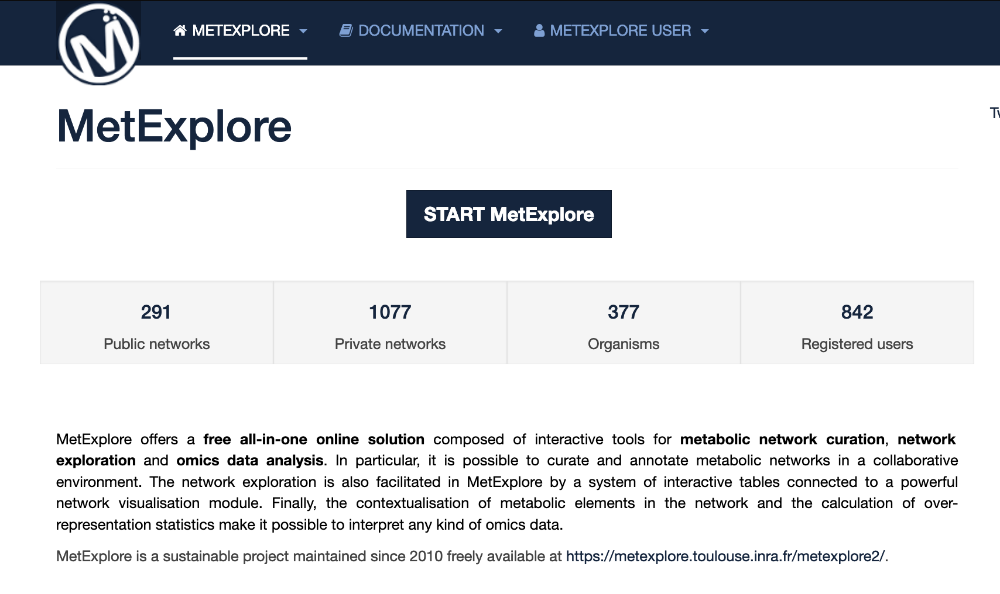 METEXPLORE DOCUMENTATION METEXPLORE USER
MetExplore
START MetExplore
291 1077 377 842
Public networks Private networks Organisms Registered users
MetExplore offers a free all-in-one online solution composed of interactive tools for metabolic network curation, network
exploration and omics data analysis. In particular, it is possible to curate and annotate metabolic networks in a collaborative
environment. The network exploration is also facilitated in MetExplore by a system of interactive tables connected to a powerful
network visualisation module. Finally, the contextualisation of metabolic elements in the network and the calculation of over-
representation statistics make it possible to interpret any kind of omics data.
MetExplore is a sustainable project maintained since 2010 freely available at https://metexplore.toulouse.inra.fr/metexplore2/.